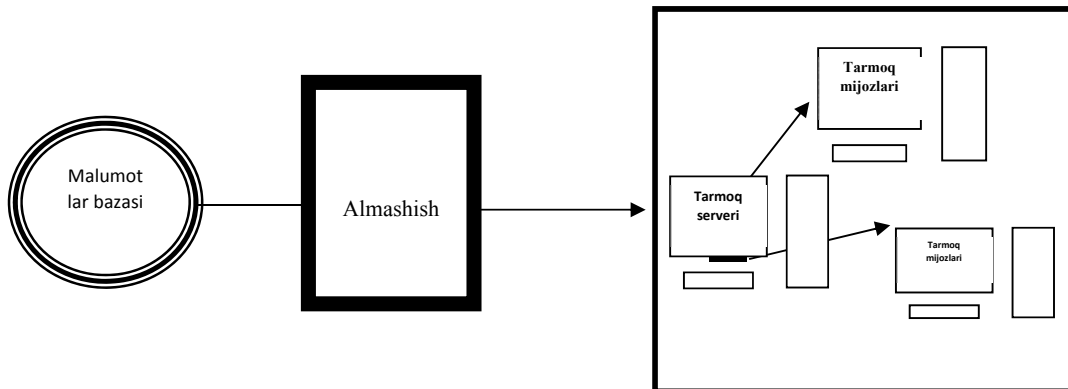 Malumot
lar bazasi
Almashish
Tarmoq
mijozlari
Tarmoq
serveri
Tarmoq
mijozlari